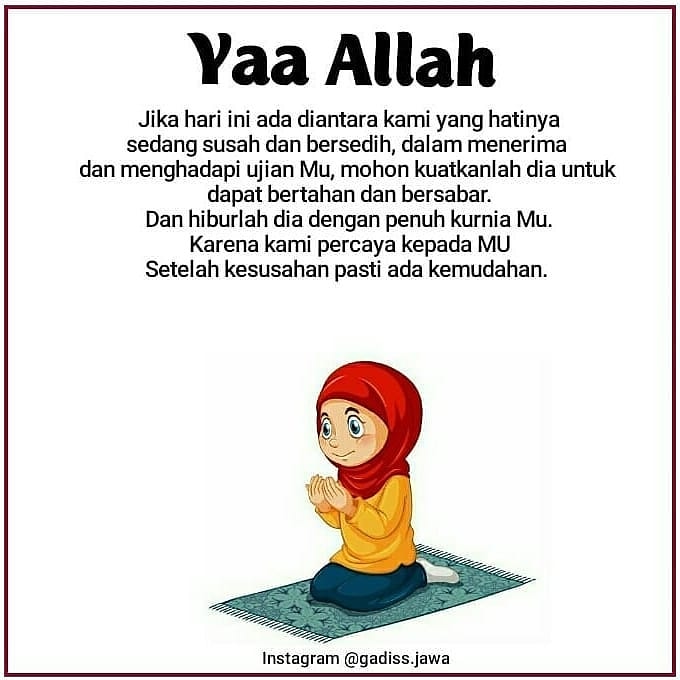 Yaa Allah
Jika hari ini ada diantara kami yang hatinya
sedang susah dan bersedih, dalam menerima
dan menghadapi ujian Mu, mohon kuatkanlah dia untuk
dapat bertahan dan bersabar.
Dan hiburlah dia dengan penuh kurnia Mu.
Karena kami percaya kepada MU
Setelah kesusahan pasti ada kemudahan.
Instagram @gadiss.jawa